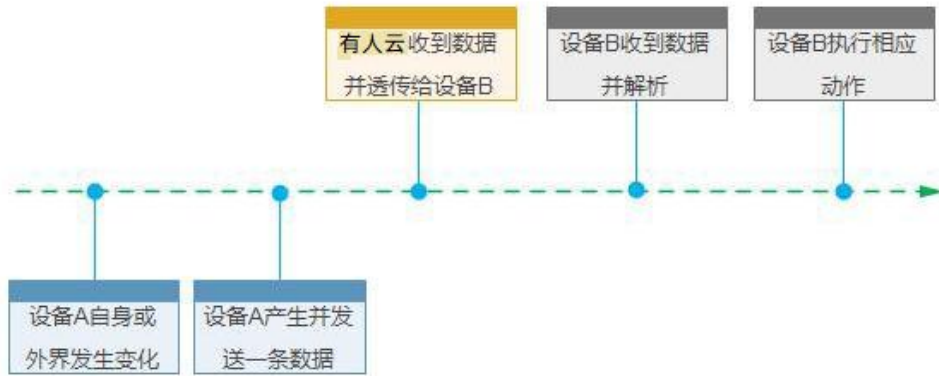 有人云收到数据
并透传给设备B
设备B收到数据
并解析
设备B执行相应
动作
设备A自身或
外界发生变化
设备A产生并发
送一条数据